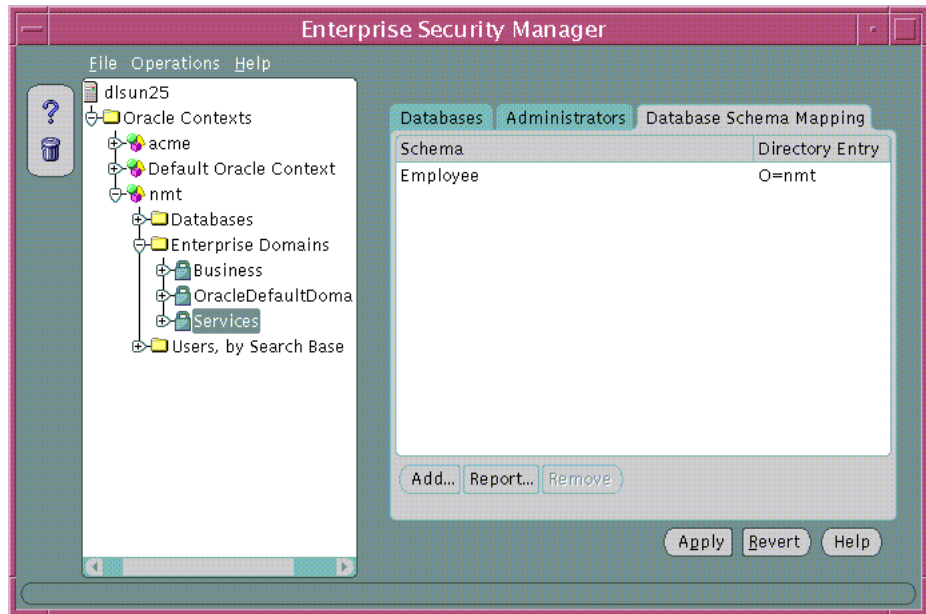 Enterprise Security Manager
File Operations Help
dlsun25
Oracle Contexts
acme
Default Oracle Context
nmt
Databases
Enterprise Domains
Business
OracleDefaultDoma
Services
Users, by Search Base
Databases Administrators Database Schema Mapping
Schema Directory Entry
Employee O=nmt
Add... Report... Remove
Apply Revert Help